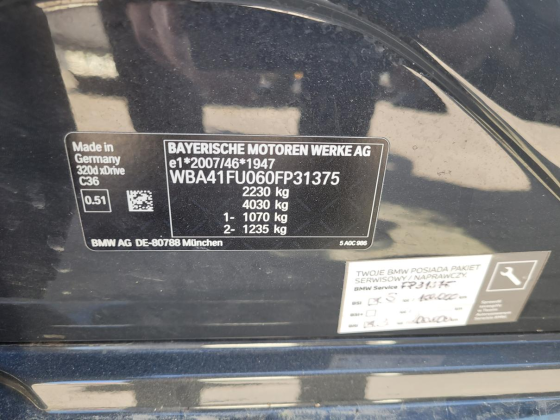 Made in
Germany
320d xDrive
C36
0.51
BAYERISCHE MOTOREN WERKE AG
e1*2007/46*1947
WBA41FU060FP31375
2230 kg
4030 kg
1- 1070 kg
2- 1235 kg
BMW AG DE-80788 München
TWOJE BMW POSIADA PAKIET
SERWISOWY / NAPRAWCZY
BMW Service